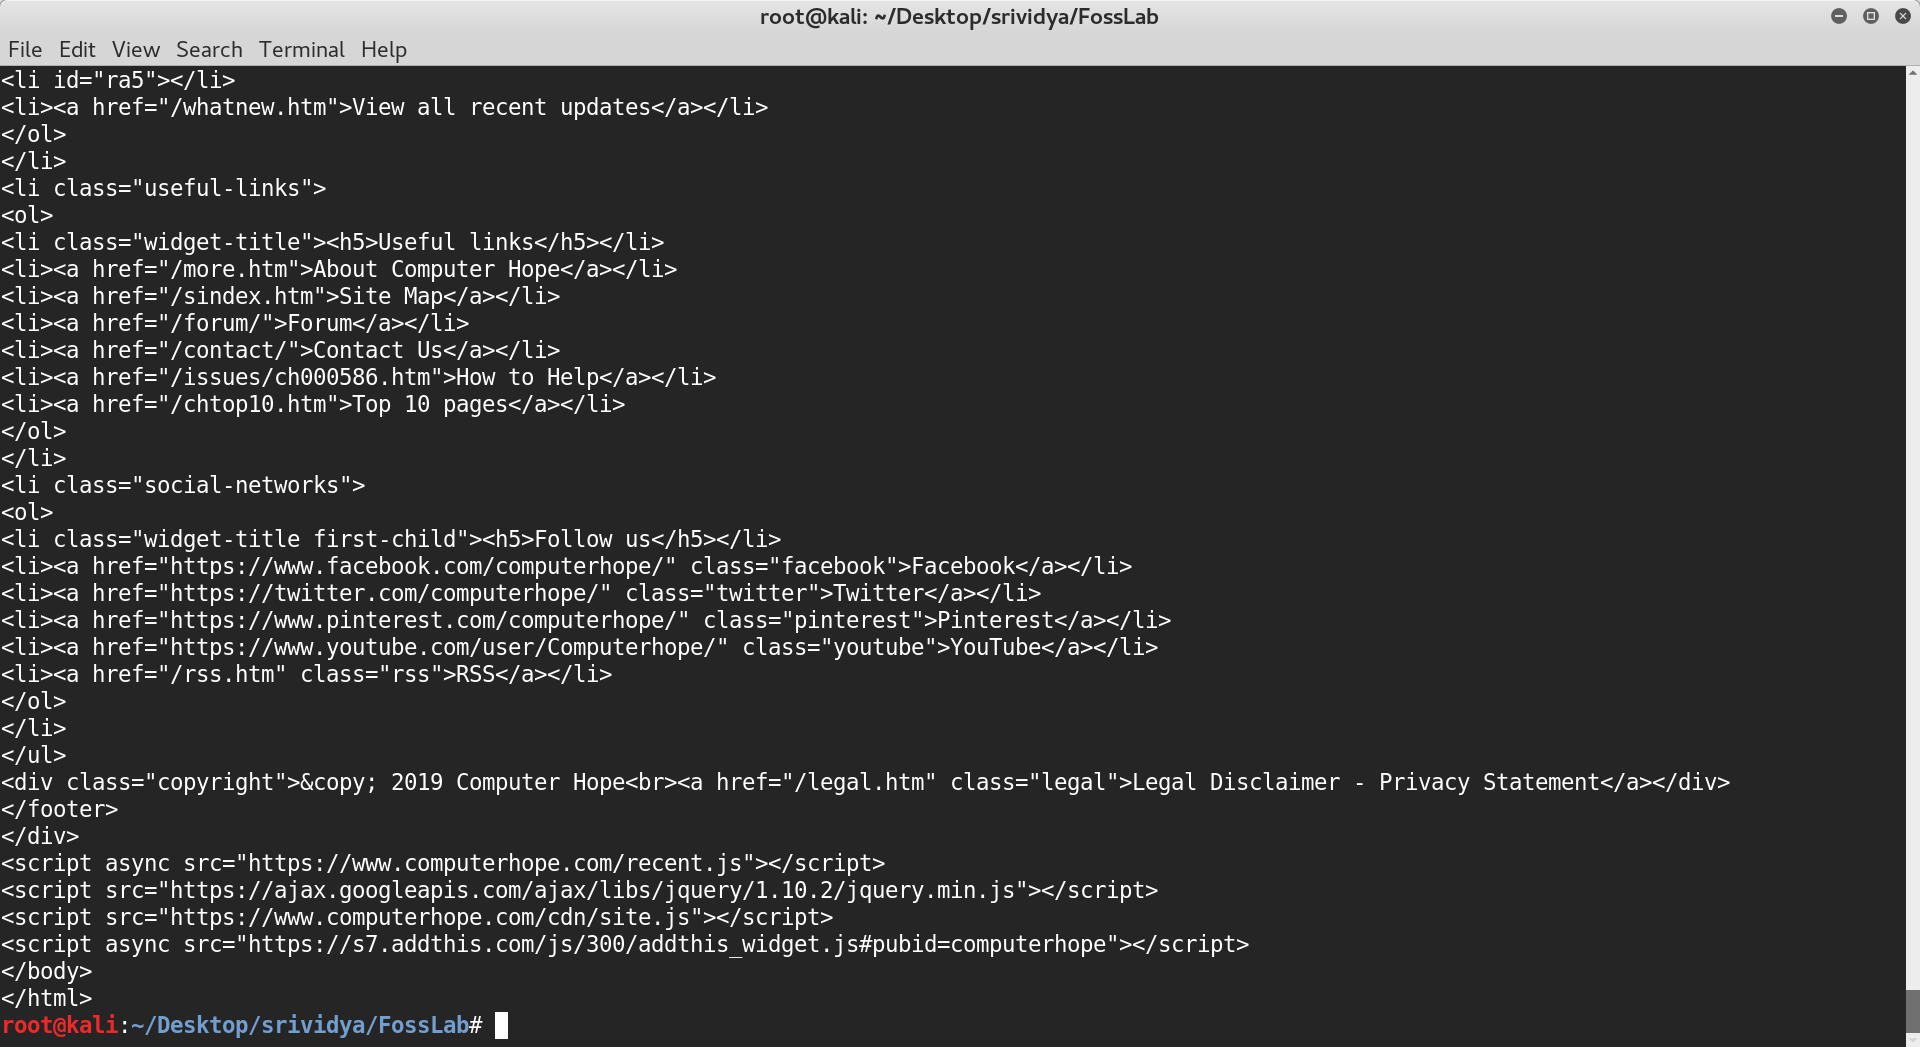 root@kali: ~/Desktop/srividya/FossLab
File Edit View Search Terminal Help
<li id="ra5"></li>
<li><a href="/whatnew.htm">View all recent updates</a></li>
</ol>
</li>
<li class="useful-links">
<ol>
<li class="widget-title"><h5>Useful links</h5></li>
<li><a href="/more.htm">About Computer Hope</a></li>
<li><a href="/sindex.htm">Site Map</a></li>
<li><a href="/forum/">Forum</a></li>
<li><a href="/contact/">Contact Us</a></li>
<li><a href="/issues/ch000586.htm">How to Help</a></li>
<li><a href="/chtop10.htm">Top 10 pages</a></li>
</ol>
</li>
<li class="social-networks">
<ol>
<li class="widget-title first-child"><h5>Follow us</h5></li>
<li><a href="https://www.facebook.com/computerhope/" class="facebook">Facebook</a></li>
<li><a href="https://twitter.com/computerhope/" class="twitter">Twitter</a></li>
<li><a href="https://www.pinterest.com/computerhope/" class="pinterest">Pinterest</a></li>
<li><a href="https://www.youtube.com/user/Computerhope/" class="youtube">YouTube</a></li>
<li><a href="/rss.htm" class="rss">RSS</a></li>
</ol>
</li>
</ul>
<div class="copyright">&copy; 2019 Computer Hope<br><a href="/legal.htm" class="legal">Legal Disclaimer - Privacy Statement</a></div>
</footer>
</div>
<script async src="https://www.computerhope.com/recent.js"></script>
<script src="https://ajax.googleapis.com/ajax/libs/jquery/1.10.2/jquery.min.js"></script>
<script src="https://www.computerhope.com/cdn/site.js"></script>
<script async src="https://s7.addthis.com/js/300/addthis_widget.js#pubid=computerhope"></script>
</body>
</html>
root@kali:~/Desktop/srividya/FossLab#